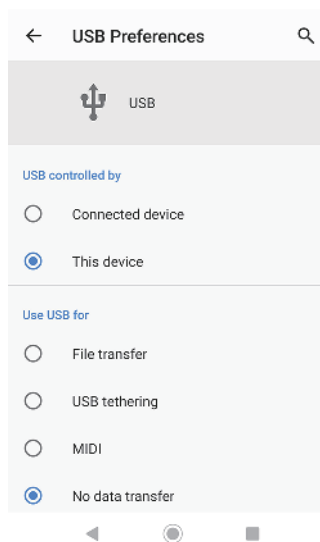 USB Preferences
USB
USB controlled by
Connected device
This device
Use USB for
File transfer
USB tethering
MIDI
No data transfer